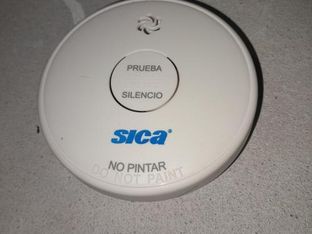 PRUEBA
SILENCIO
sica®
NO PINTAR
DO NOT PAINT